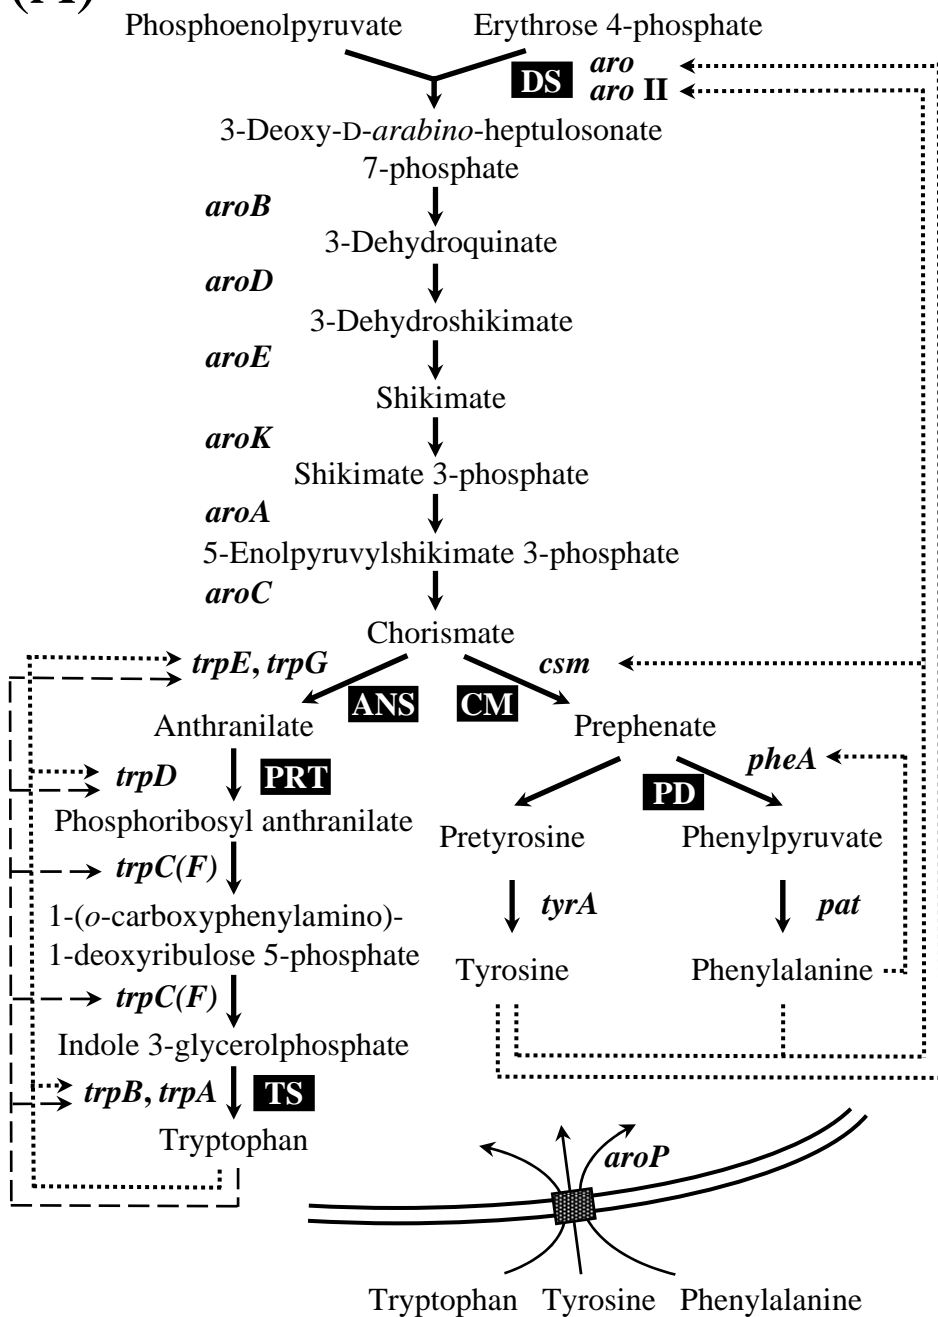 (A)
Phosphoenolpyruvate Erythrose 4-phosphate
DS aro
aro II
3-Deoxy-D-arabino-heptulosonate
7-phosphate
aroB
3-Dehydroquinate
aroD
3-Dehydroshikimate
aroE
Shikimate
aroK
Shikimate 3-phosphate
aroA
5-Enolpyruvylshikimate 3-phosphate
aroC
Chorismate
trpE, trpG csm
ANS CM
Anthranilate Prephenate
trpD PRT pheA
PD
Phosphoribosyl anthranilate Pretyrosine Phenylpyruvate
trpC(F)
1-(o-carboxyphenylamino)- tyrA pat
1-deoxyribulose 5-phosphate Tyrosine Phenylalanine
trpC(F)
Indole 3-glycerolphosphate
trpB, trpA TS
Tryptophan
aroP
Tryptophan Tyrosine Phenylalanine